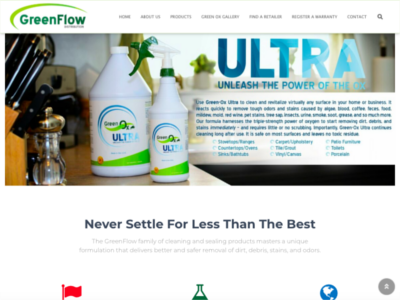 GreenFlow
HOME
ABOUT US
PRODUCTS
GREEN OX GALLERY
FIND A RETAILER
REGISTER A WARRANTY
CONTACT
Green Ox
ULTRA
Green Ox
ULTRA
ULTRA
UNLEASH THE POWER OF THE OX
Use Green-Ox Ultra to clean and revitalize virtually any surface in your home or business. It
reacts quickly to remove tough odors and stains caused by algae, blood, coffee, feces, food,
mildew, mold, red wine, pet stains, tree sap, insects, urine, smoke, soot, grease, and so much more.
Our formula harnesses the triple-strength power of oxygen to start removing dirt, debris, and
stains immediately – and requires little or no scrubbing. Importantly, Green-Ox Ultra continues
cleaning long after use. It is safe on most surfaces and leaves no toxic residue.
Stovetops/Ranges
Carpet/Upholstery
Patio Furniture
Countertops/Ovens
Tile/Grout
Toilets
Sinks/Bathtubs
Vinyl/Canvas
Porcelain
Never Settle For Less Than The Best
The GreenFlow family of cleaning and sealing products masters a unique
formulation that delivers better and safer removal of dirt, debris, stains, and odors